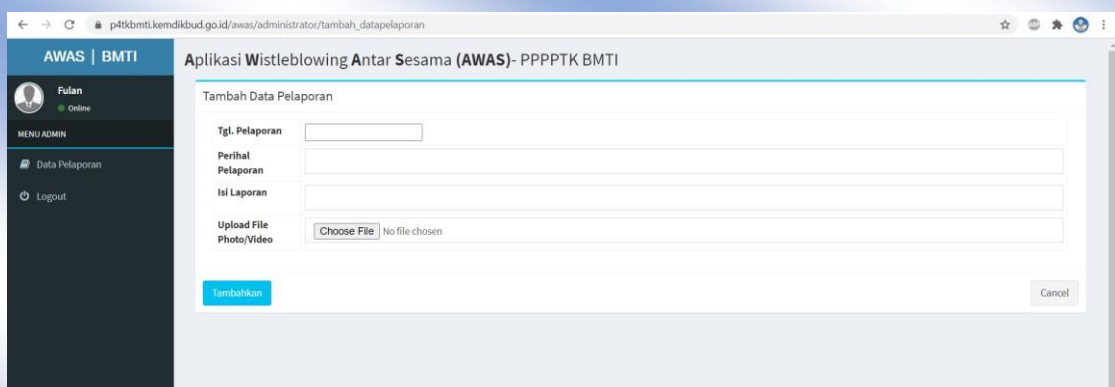 p4tkbmti.kemdikbud.go.id/awas/administrator/tambah_datapelaporan
AWAS | BMTI
Aplikasi Wistleblowing Antar Sesama (AWAS)- PPPPTK BMTI
Fulan
Online
MENU ADMIN
Data Pelaporan
Logout
Tambah Data Pelaporan
Tgl. Pelaporan
Perihal
Pelaporan
Isi Laporan
Upload File
Photo/Video
Choose File No file chosen
Tambahkan
Cancel